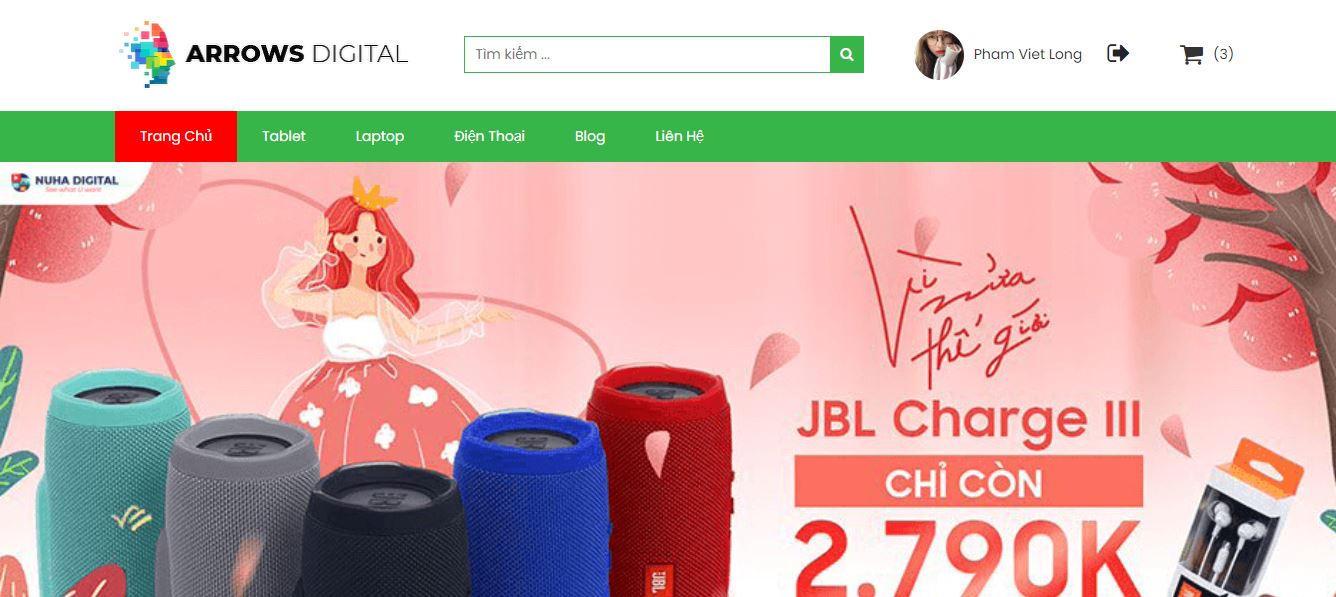 ARROWS DIGITAL
Tìm kiếm ...
Pham Viet Long
(3)
Trang Chủ
Tablet
Laptop
Điện Thoại
Blog
Liên Hệ
NUHA DIGITAL
See what U want
Vì nửa
thế giới
JBL Charge III
CHỈ CÒN
2.790K
JBL